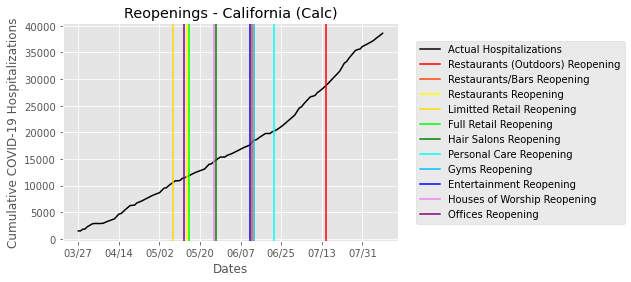 Reopenings - California (Calc)
Cumulative COVID-19 Hospitalizations
40000
35000
30000
25000
20000
15000
10000
5000
0
03/27 04/14 05/02 05/20 06/07 06/25 07/13 07/31
Dates
Actual Hospitalizations
Restaurants (Outdoors) Reopening
Restaurants/Bars Reopening
Restaurants Reopening
Limitted Retail Reopening
Full Retail Reopening
Hair Salons Reopening
Personal Care Reopening
Gyms Reopening
Entertainment Reopening
Houses of Worship Reopening
Offices Reopening